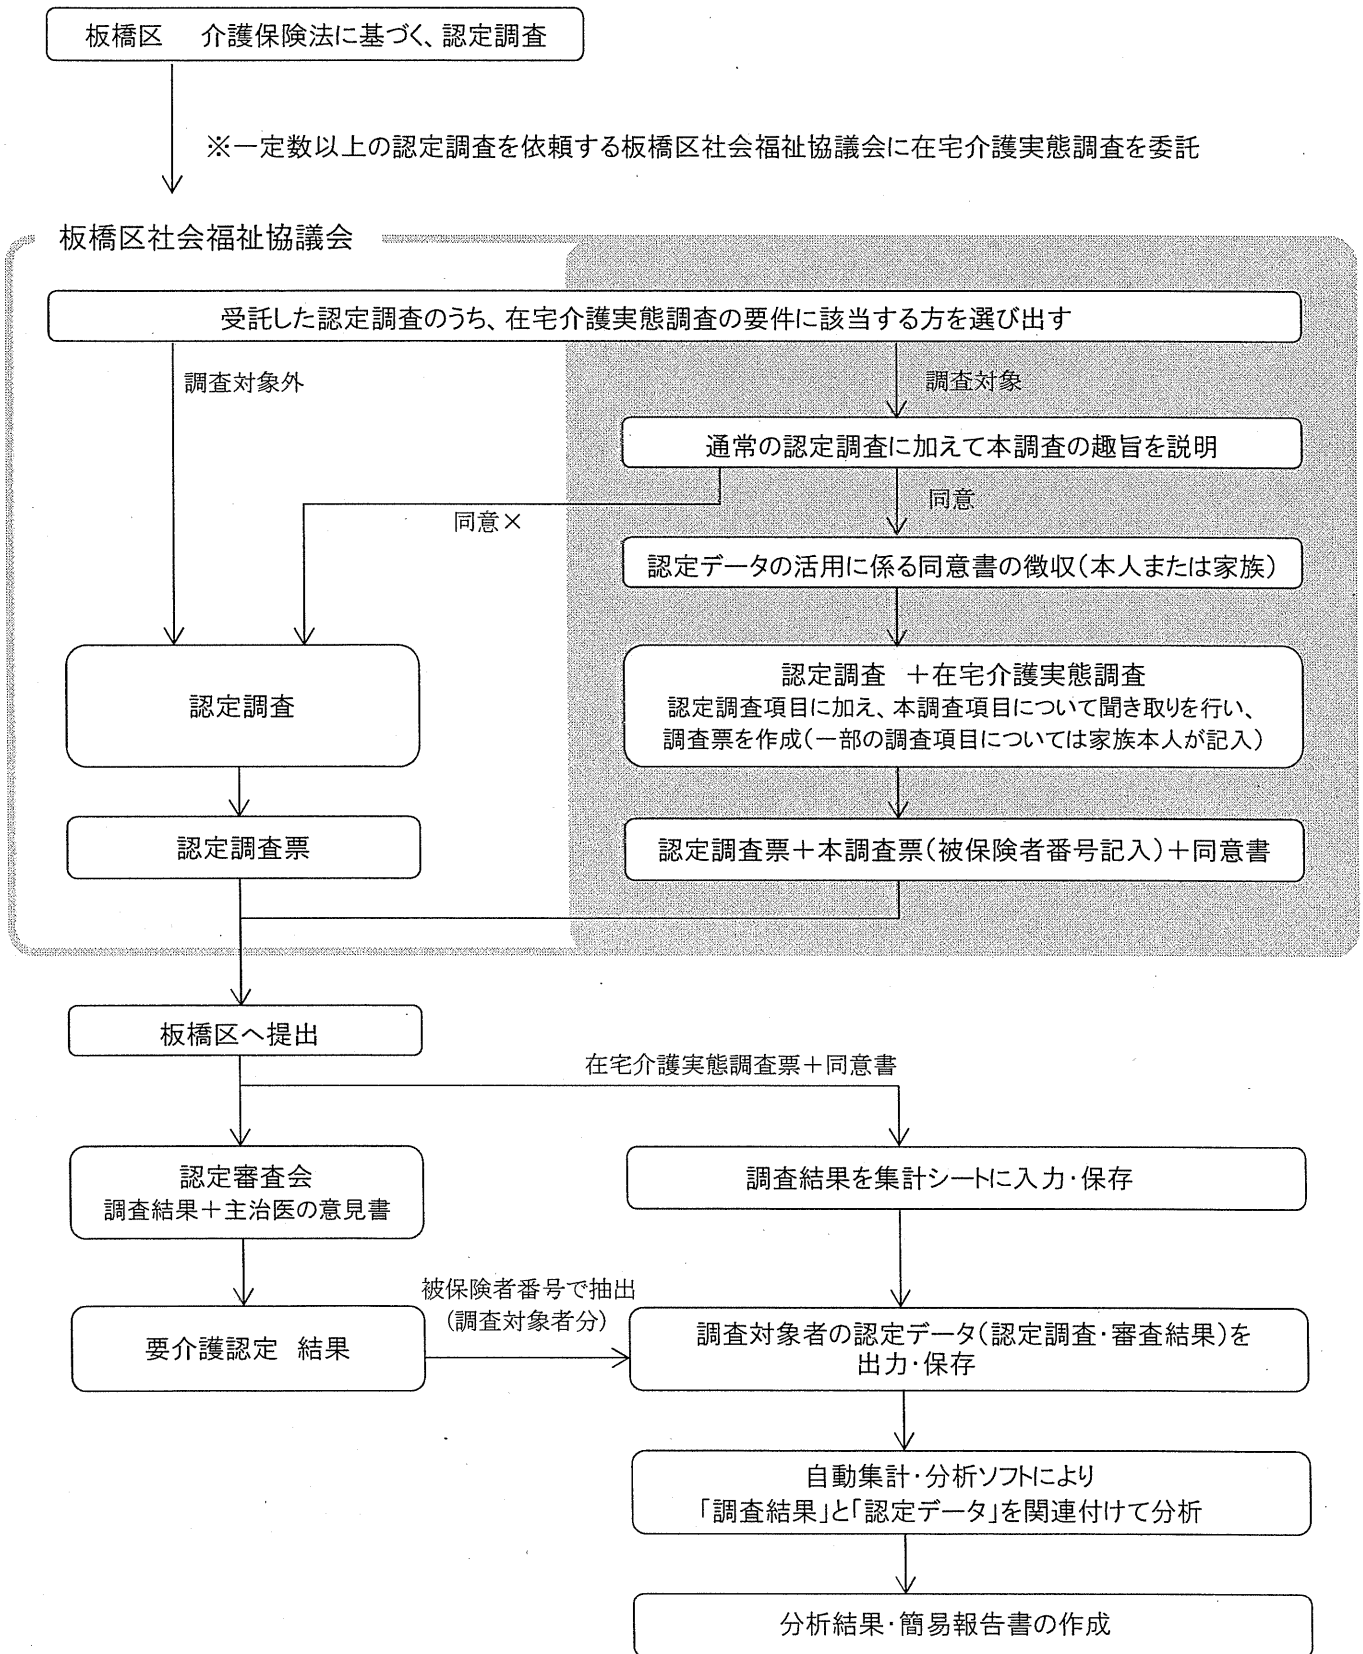 板橋区　介護保険法に基づく、認定調査
※一定数以上の認定調査を依頼する板橋区社会福祉協議会に在宅介護実態調査を委託
板橋区社会福祉協議会
受託した認定調査のうち、在宅介護実態調査の要件に該当する方を選び出す
調査対象外
調査対象
通常の認定調査に加えて本調査の趣旨を説明
同意×
同意
認定データの活用に係る同意書の徴収(本人または家族)
認定調査
認定調査　＋在宅介護実態調査
認定調査項目に加え、本調査項目について聞き取りを行い、
調査票を作成(一部の調査項目については家族本人が記入)
認定調査票
認定調査票＋本調査票(被保険者番号記入)＋同意書
板橋区へ提出
在宅介護実態調査票＋同意書
認定審査会
調査結果＋主治医の意見書
調査結果を集計シートに入力・保存
被保険者番号で抽出
(調査対象者分)
要介護認定　結果
調査対象者の認定データ(認定調査・審査結果)を
出力・保存
自動集計・分析ソフトにより
「調査結果」と「認定データ」を関連付けて分析
分析結果・簡易報告書の作成